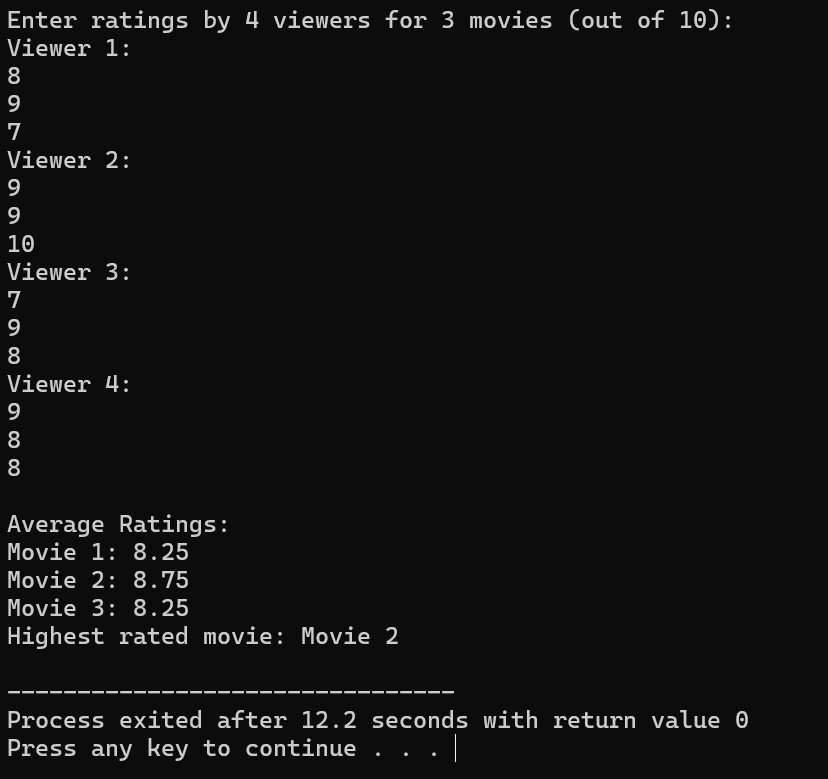 Enter ratings by 4 viewers for 3 movies (out of 10):
Viewer 1:
8
9
7
Viewer 2:
9
9
10
Viewer 3:
7
9
8
Viewer 4:
9
8
8

Average Ratings:
Movie 1: 8.25
Movie 2: 8.75
Movie 3: 8.25
Highest rated movie: Movie 2

--------------------------------
Process exited after 12.2 seconds with return value 0
Press any key to continue . . .